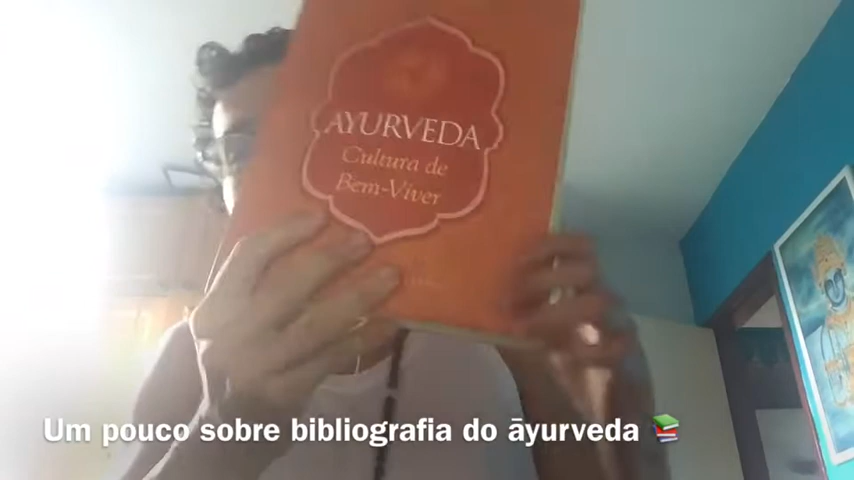 AYURVEDA
Cultura de
Bem-Viver
Um pouco sobre bibliografia do āyurveda 📚